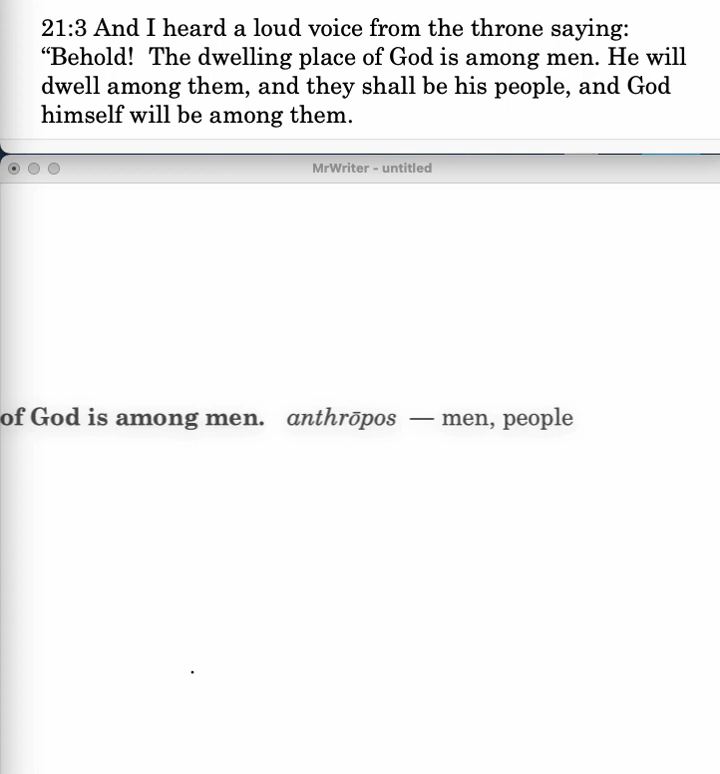 21:3 And I heard a loud voice from the throne saying:
“Behold!  The dwelling place of God is among men. He will
dwell among them, and they shall be his people, and God
himself will be among them.
MrWriter - untitled
of God is among men.   anthrōpos — men, people
.